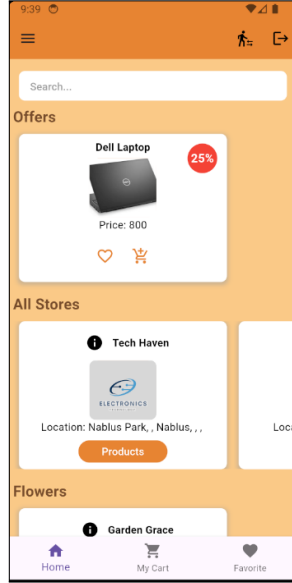 9:39
Search...
Offers
Dell Laptop
25%
Price: 800
All Stores
Tech Haven
ELECTRONICS
Location: Nablus Park, , Nablus, , ,
Loca
Products
Flowers
Garden Grace
Home
My Cart
Favorite